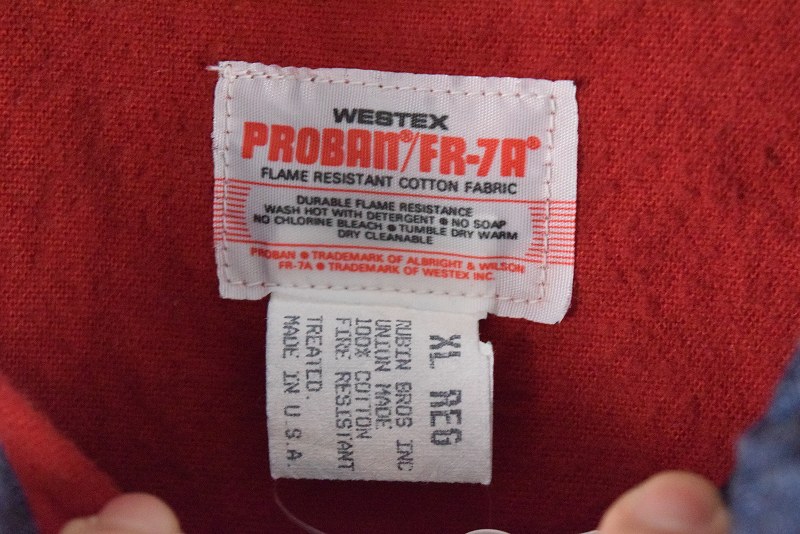 WESTEX
PROBAN®/FR-7A®
FLAME RESISTANT COTTON FABRIC
DURABLE FLAME RESISTANCE
WASH HOT WITH DETERGENT ● NO SOAP
NO CHLORINE BLEACH ● TUMBLE DRY WARM
DRY CLEANABLE
PROBAN ● TRADEMARK OF ALBRIGHT & WILSON
FR-7A ● TRADEMARK OF WESTEX INC.
XL REG
RUBIN BROS INC
UNION MADE
100% COTTON
FIRE RESISTANT
TREATED.
MADE IN U.S.A.